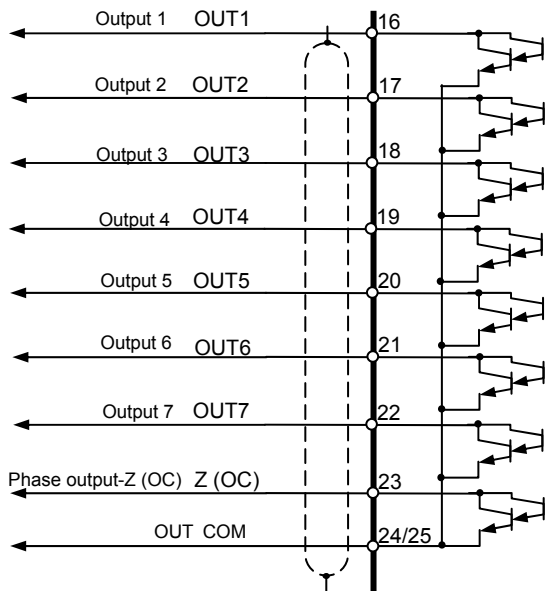 Output 1 OUT1 16
Output 2 OUT2 17
Output 3 OUT3 18
Output 4 OUT4 19
Output 5 OUT5 20
Output 6 OUT6 21
Output 7 OUT7 22
Phase output-Z (OC) Z (OC) 23
OUT COM 24/25